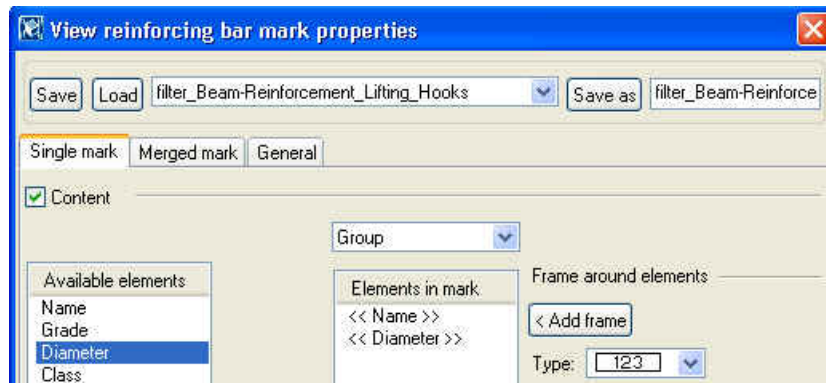 View reinforcing bar mark properties
Save Load filter_Beam-Reinforcement_Lifting_Hooks Save as filter_Beam-Reinforce
Single mark Merged mark General
Content
Group
Available elements
Name
Grade
Diameter
Class
Elements in mark
<< Name >>
<< Diameter >>
Frame around elements
< Add frame
Type: 123